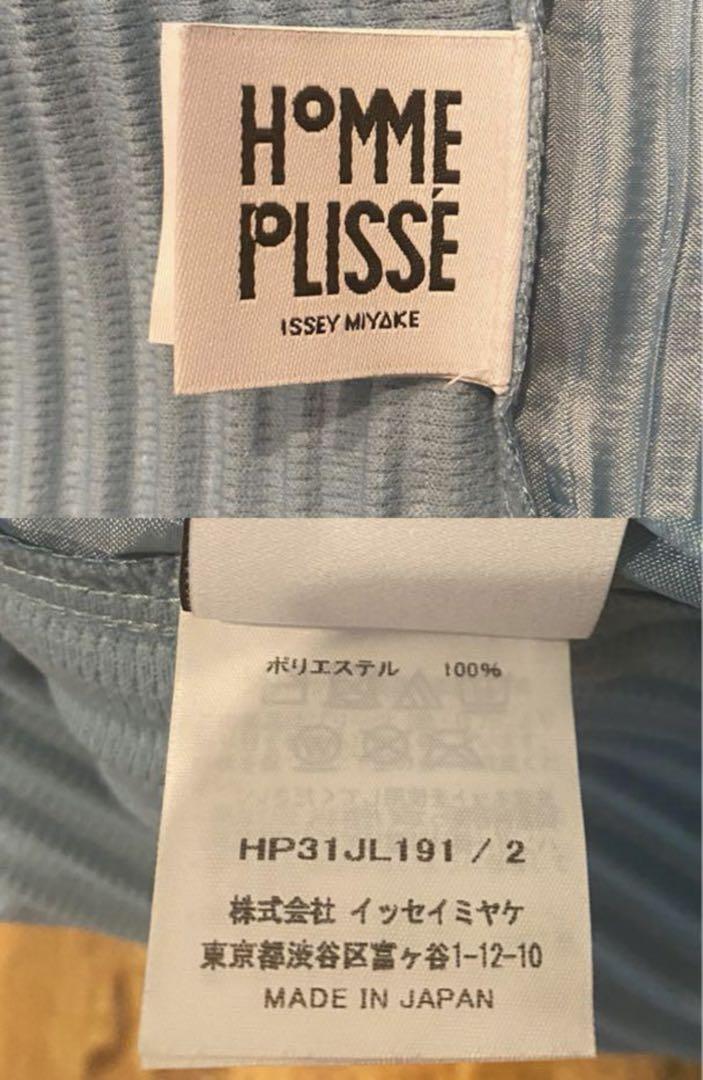 HOMME
PLISSÉ
ISSEY MIYAKE
ポリエステル 100%
HP31JL191 / 2
株式会社 イッセイミヤケ
東京都渋谷区富ヶ谷1-12-10
MADE IN JAPAN